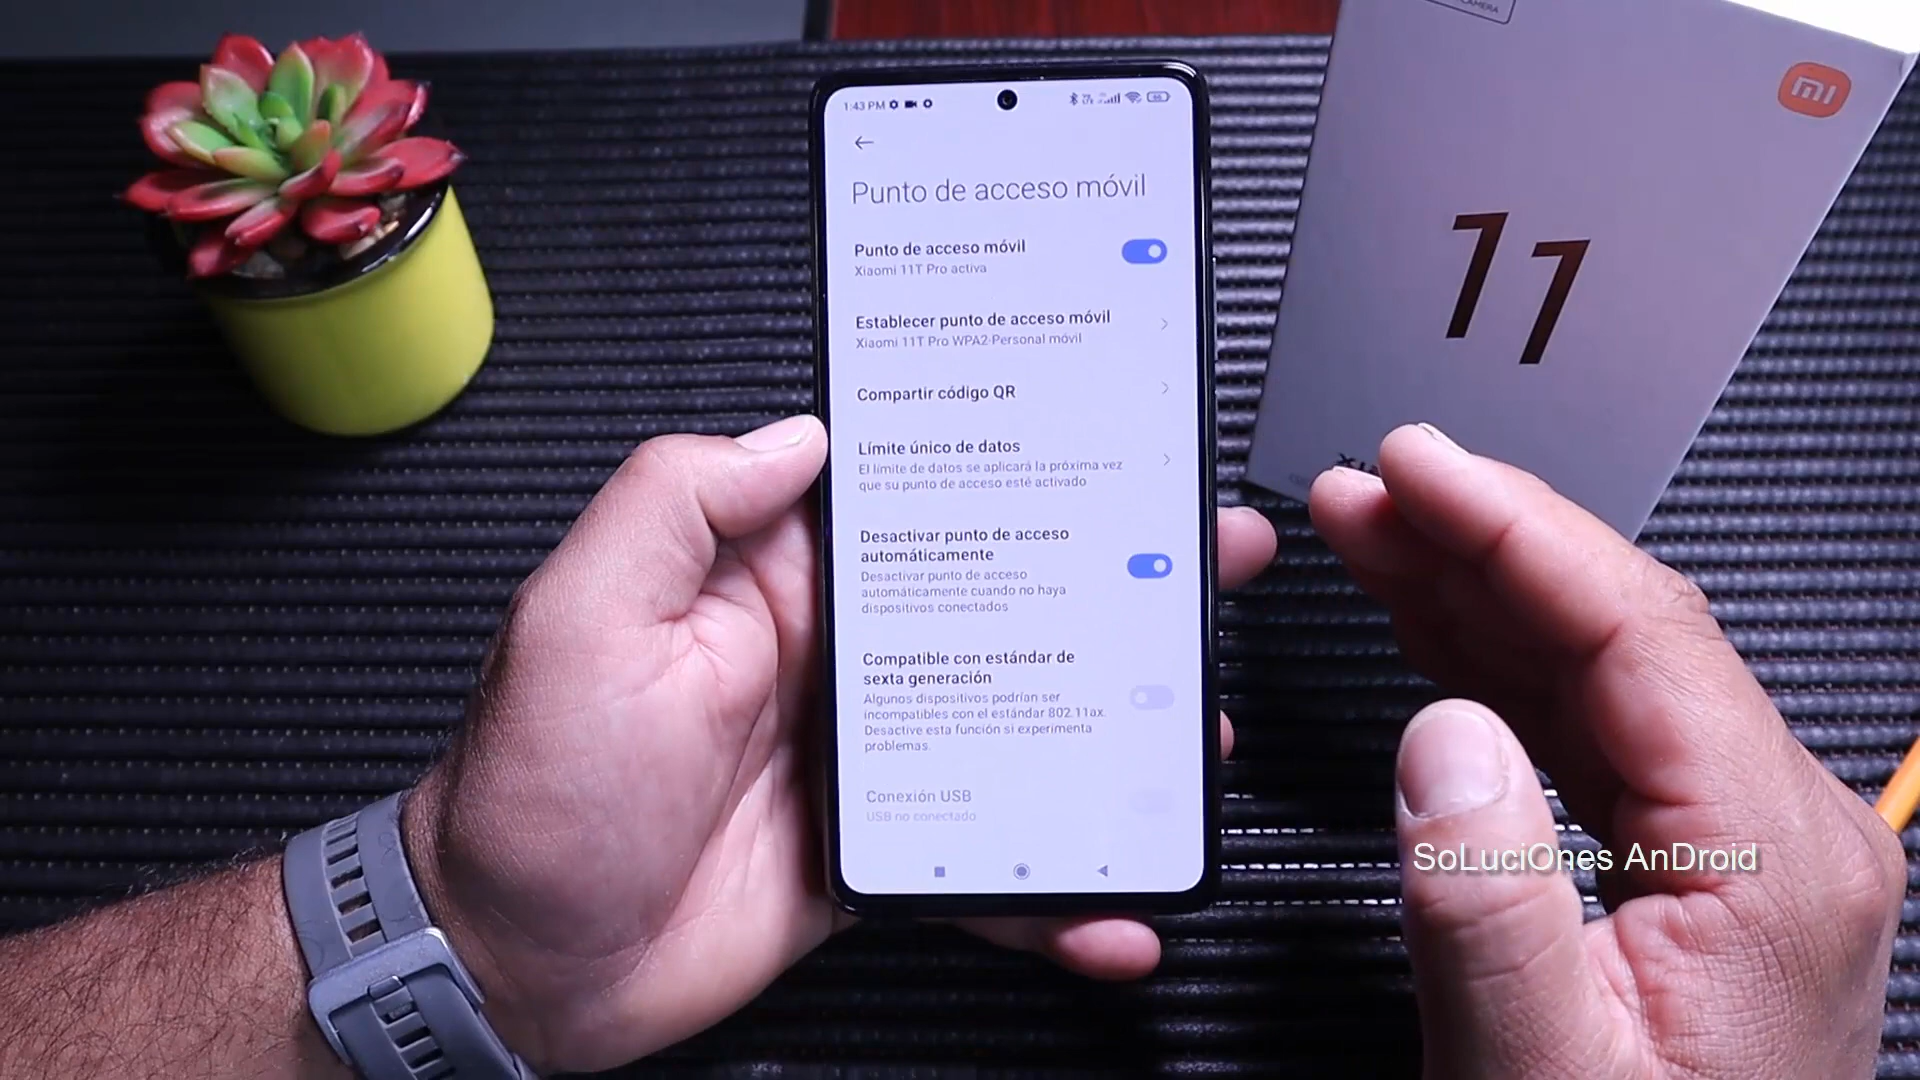 CAMERA
mi
11
1:43 PM
66
Punto de acceso móvil
Punto de acceso móvil
Xiaomi 11T Pro activa
Establecer punto de acceso móvil
Xiaomi 11T Pro WPA2-Personal móvil
Compartir código QR
Límite único de datos
El límite de datos se aplicará la próxima vez
que su punto de acceso esté activado
Desactivar punto de acceso
automáticamente
Desactivar punto de acceso
automáticamente cuando no haya
dispositivos conectados
Compatible con estándar de
sexta generación
Algunos dispositivos podrían ser
incompatibles con el estándar 802.11ax.
Desactive esta función si experimenta
problemas.
Conexión USB
USB no conectado
SoLuciOnes AnDroid